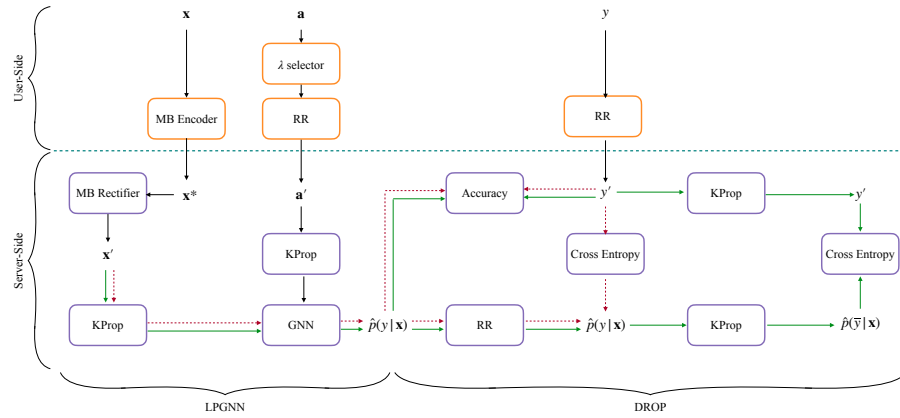 x a y
User-Side
λ selector
MB Encoder RR RR
Server-Side
MB Rectifier x* a′ Accuracy y′ KProp y′
x′ KProp Cross Entropy Cross Entropy
KProp GNN p̂(y | x) RR p̂(y | x) KProp p̂(y̅ | x)
LPGNN DROP